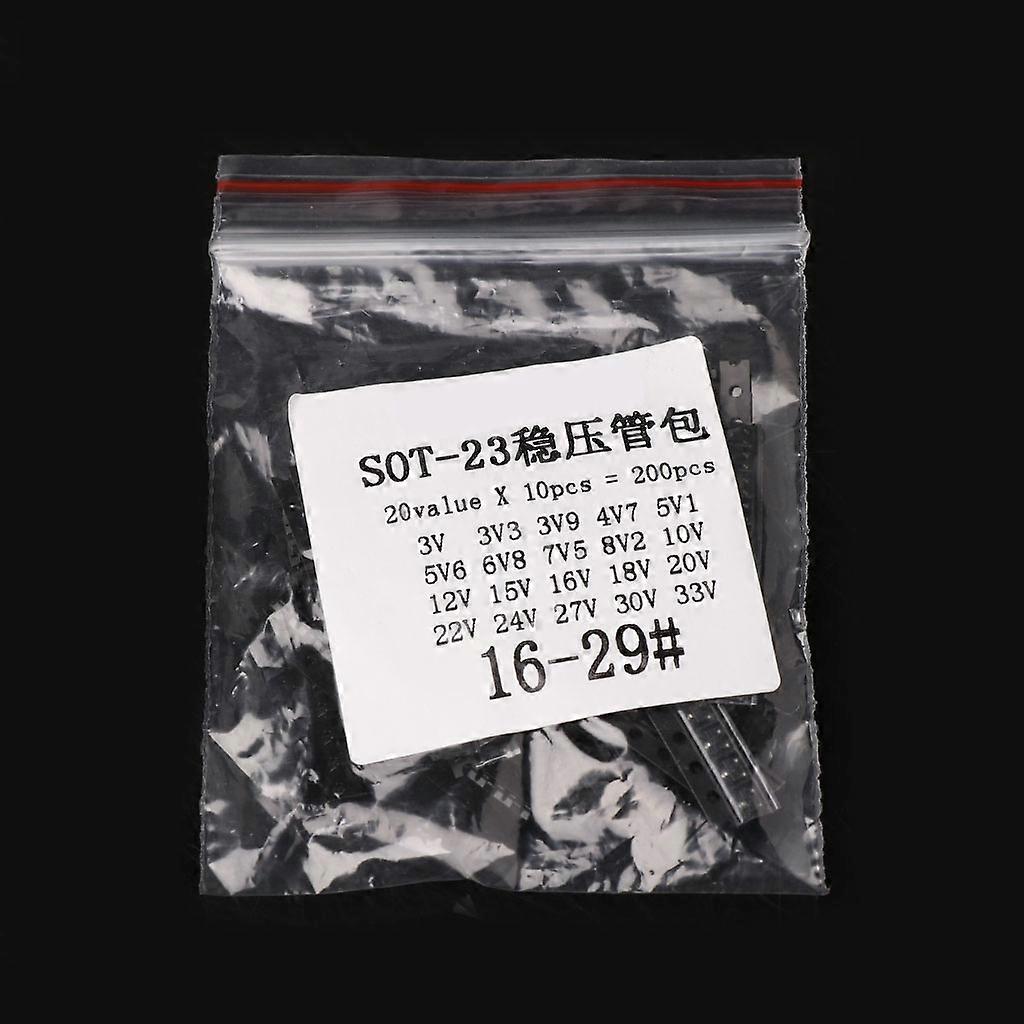 SOT-23稳压管包
20value X 10pcs = 200pcs
3V 3V3 3V9 4V7 5V1
5V6 6V8 7V5 8V2 10V
12V 15V 16V 18V 20V
22V 24V 27V 30V 33V
16-29#